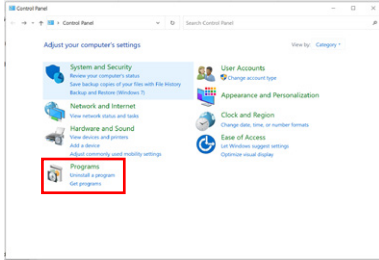 Control Panel
Control Panel
Search Control Panel
Adjust your computer's settings
View by: Category
System and Security
Review your computer's status
Save backup copies of your files with File History
Backup and Restore (Windows 7)
Network and Internet
View network status and tasks
Hardware and Sound
View devices and printers
Add a device
Adjust commonly used mobility settings
Programs
Uninstall a program
Get programs
User Accounts
Change account type
Appearance and Personalization
Clock and Region
Change date, time, or number formats
Ease of Access
Let Windows suggest settings
Optimize visual display